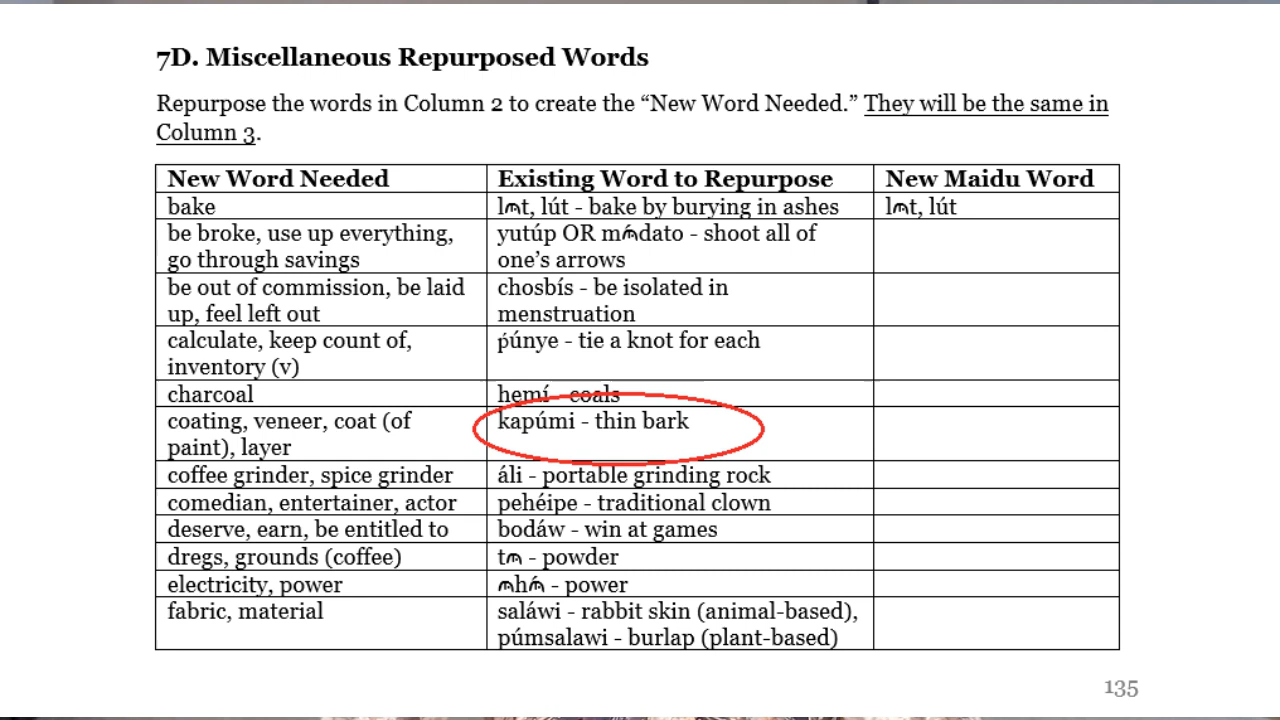 7D. Miscellaneous Repurposed Words
Repurpose the words in Column 2 to create the “New Word Needed.” They will be the same in
Column 3.
New Word Needed Existing Word to Repurpose New Maidu Word
bake lút - bake by burying in ashes lút
be broke, use up everything, yutúp OR - shoot all of
go through savings one’s arrows
be out of commission, be laid chosbís - be isolated in
up, feel left out menstruation
calculate, keep count of, ṗúnye - tie a knot for each
inventory (v)
charcoal hemí - coals
coating, veneer, coat (of kapúmi - thin bark
paint), layer
coffee grinder, spice grinder áli - portable grinding rock
comedian, entertainer, actor pehéipe - traditional clown
deserve, earn, be entitled to bodáw - win at games
dregs, grounds (coffee) - powder
electricity, power - power
fabric, material saláwi - rabbit skin (animal-based),
púmsalawi - burlap (plant-based)
135